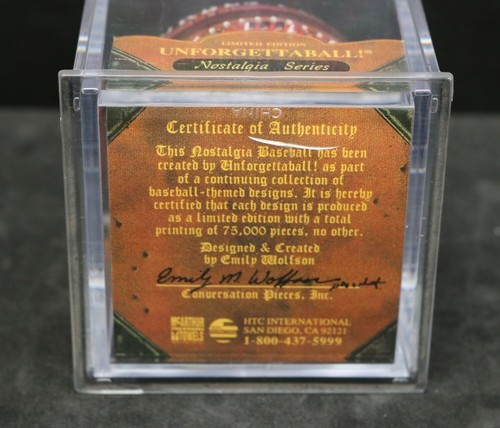 LIMITED EDITION
UNFORGETTABALL!®
Nostalgia Series
CHINA
Certificate of Authenticity
This Nostalgia Baseball has been
created by Unforgettaball! as part
of a continuing collection of
baseball-themed designs. It is hereby
certified that each design is produced
as a limited edition with a total
printing of 75,000 pieces, no other.
Designed & Created
by Emily Wolfson
Emily M Wolfson
Conversation Pieces, Inc.
HTC INTERNATIONAL
SAN DIEGO, CA 92121
1-800-437-5999